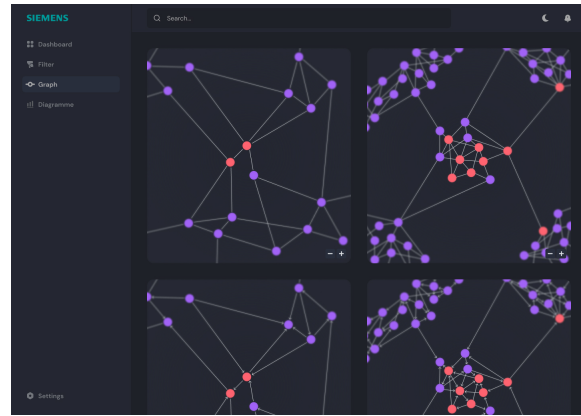 SIEMENS
Search...
Dashboard
Filter
Graph
Diagramme
− +
− +
Settings